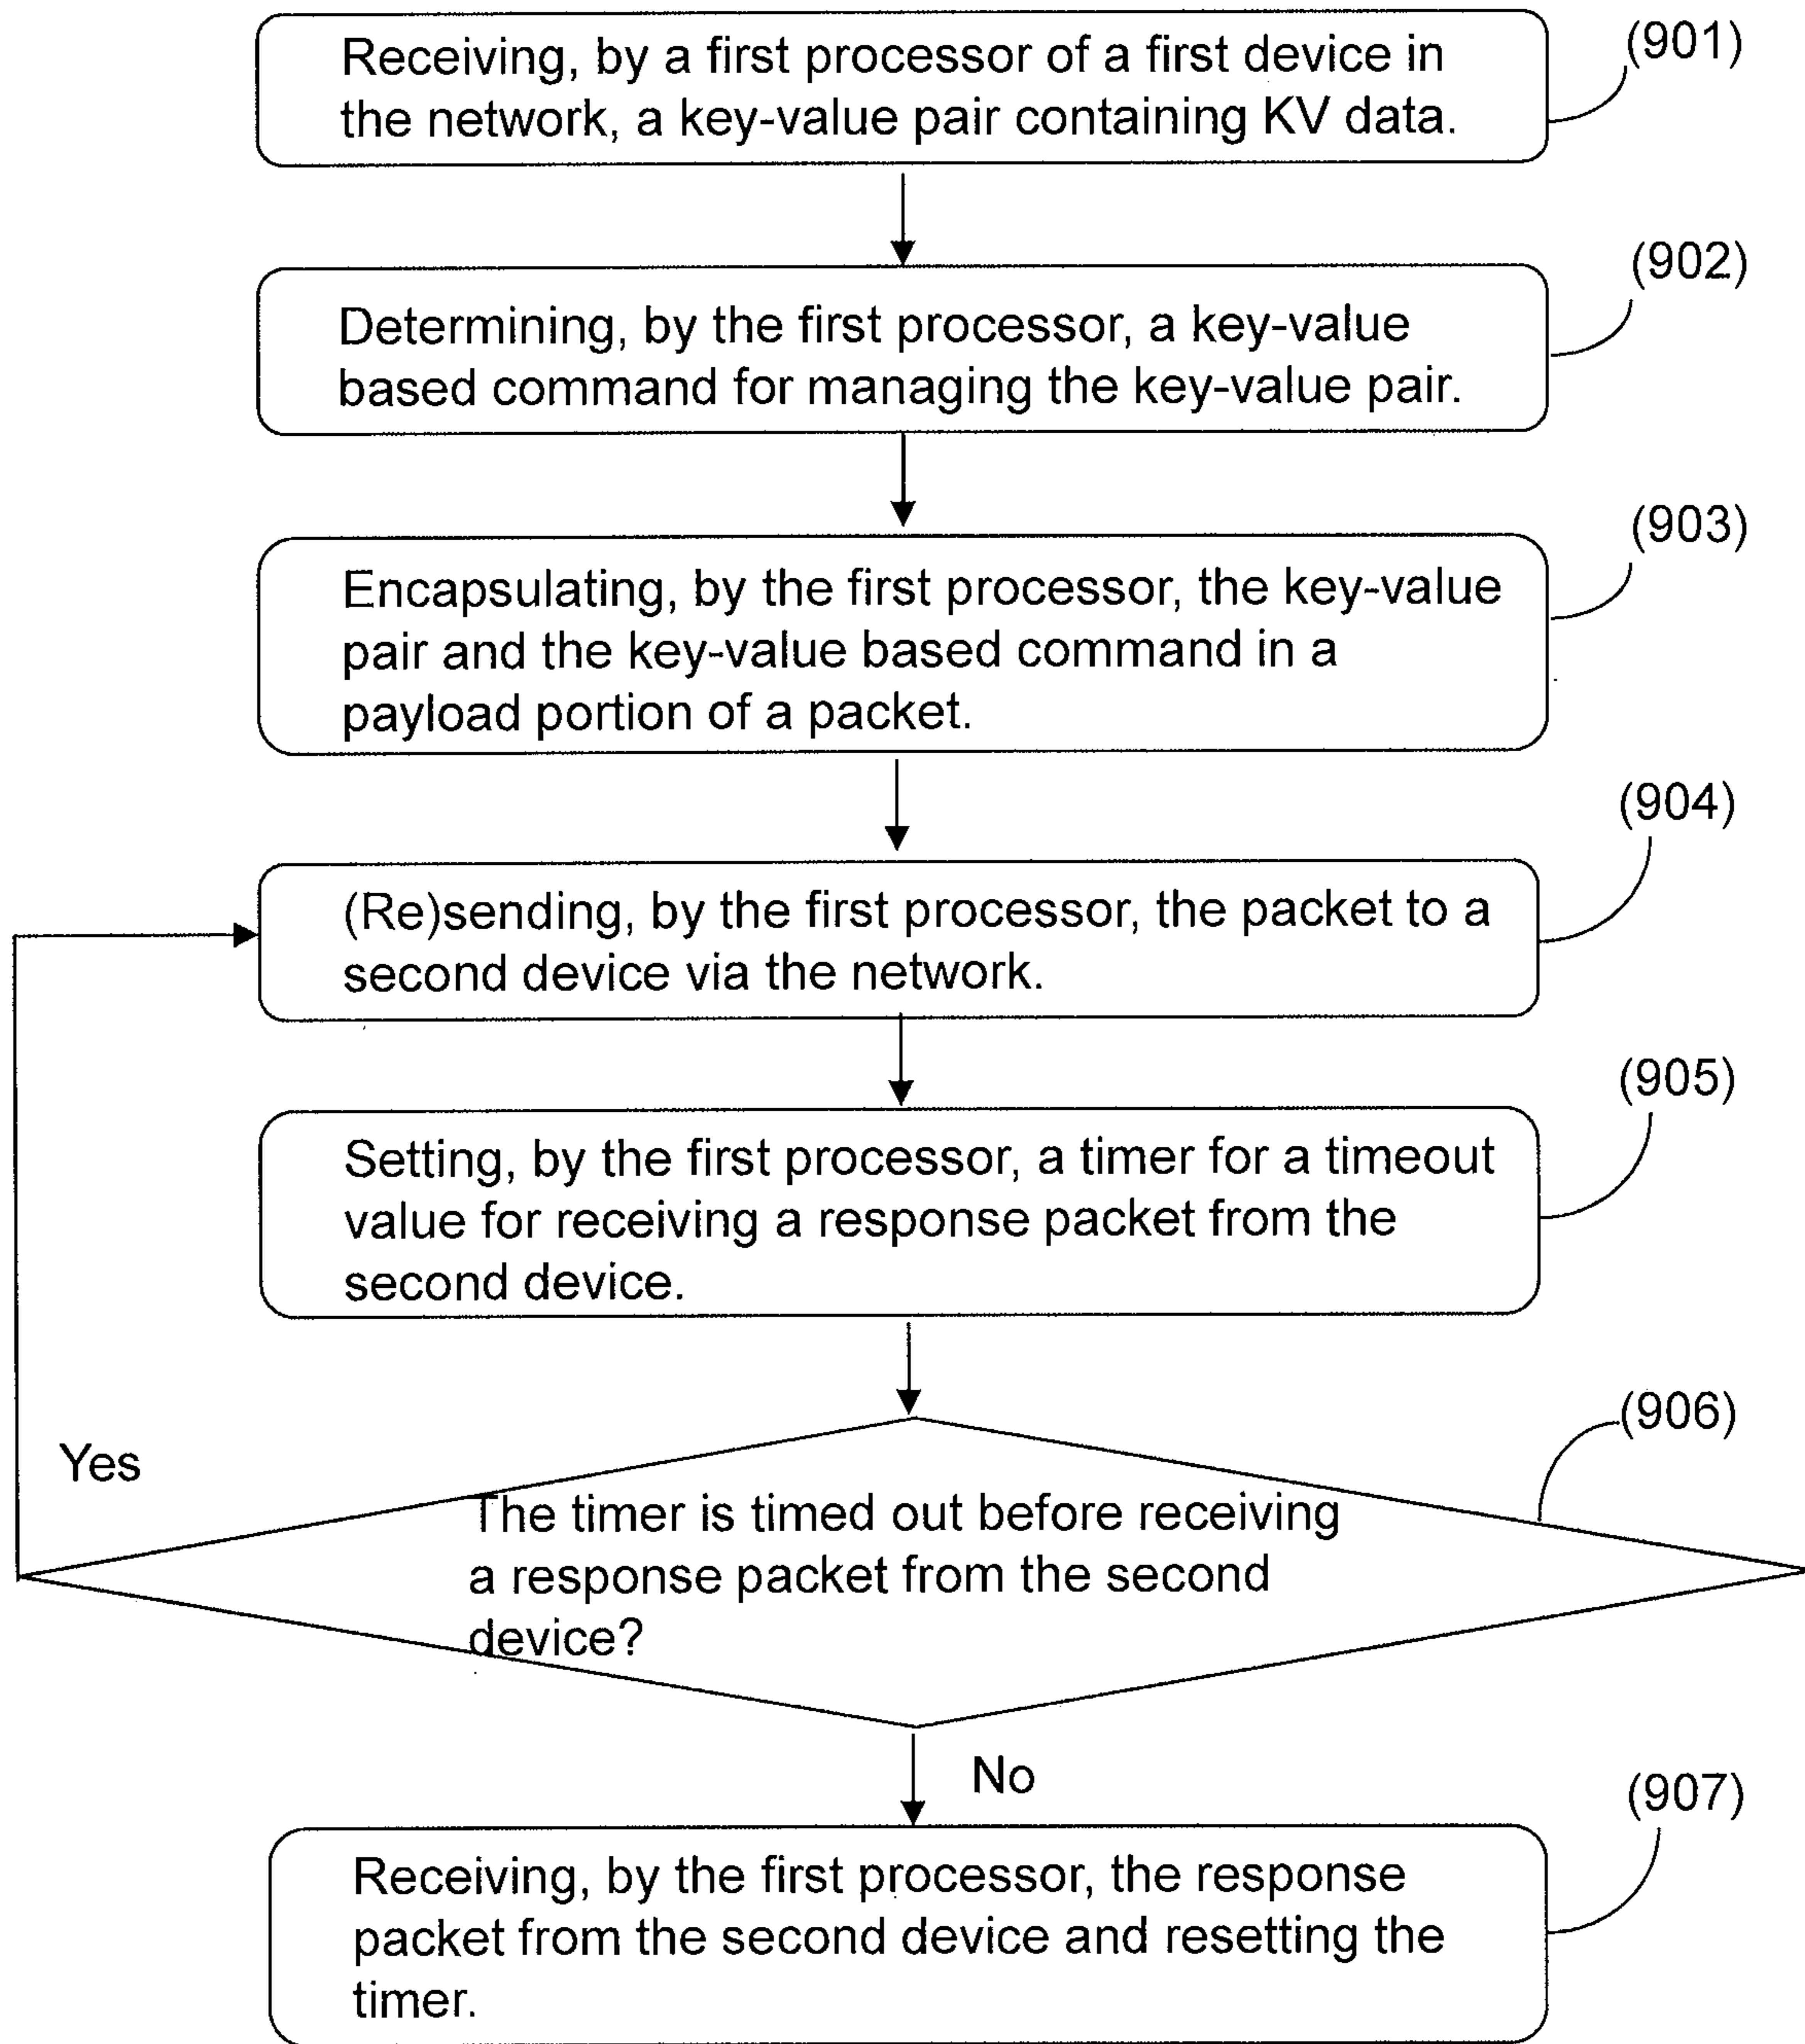 Receiving, by a first processor of a first device in
the network, a key-value pair containing KV data.
(901)
Determining, by the first processor, a key-value
based command for managing the key-value pair.
(902)
Encapsulating, by the first processor, the key-value
pair and the key-value based command in a
payload portion of a packet.
(903)
(Re)sending, by the first processor, the packet to a
second device via the network.
(904)
Setting, by the first processor, a timer for a timeout
value for receiving a response packet from the
second device.
(905)
Yes
The timer is timed out before receiving
a response packet from the second
device?
(906)
No
Receiving, by the first processor, the response
packet from the second device and resetting the
timer.
(907)